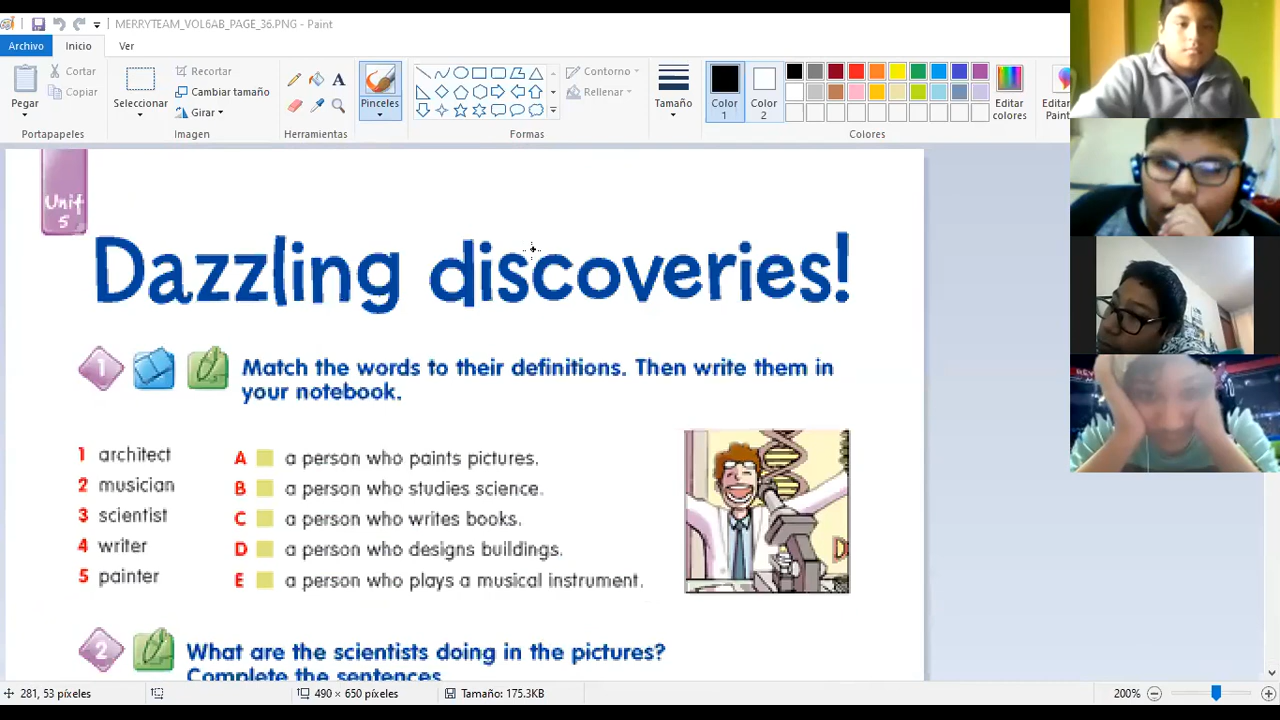 MERRYTEAM_VOL6AB_PAGE_36.PNG - Paint
Archivo Inicio Ver
Pegar
Cortar
Copiar
Portapapeles
Seleccionar
Recortar
Cambiar tamaño
Girar
Imagen
A
Herramientas
Pinceles
Contorno
Rellenar
Formas
Tamaño
Color 1
Color 2
Editar colores
Colores
Editar
Unit
5
Dazzling discoveries!
1 Match the words to their definitions. Then write them in
your notebook.
1 architect
2 musician
3 scientist
4 writer
5 painter
A a person who paints pictures.
B a person who studies science.
C a person who writes books.
D a person who designs buildings.
E a person who plays a musical instrument.
2 What are the scientists doing in the pictures?
Complete the sentences
281, 53 píxeles
490 × 650 píxeles
Tamaño: 175.3KB
200%